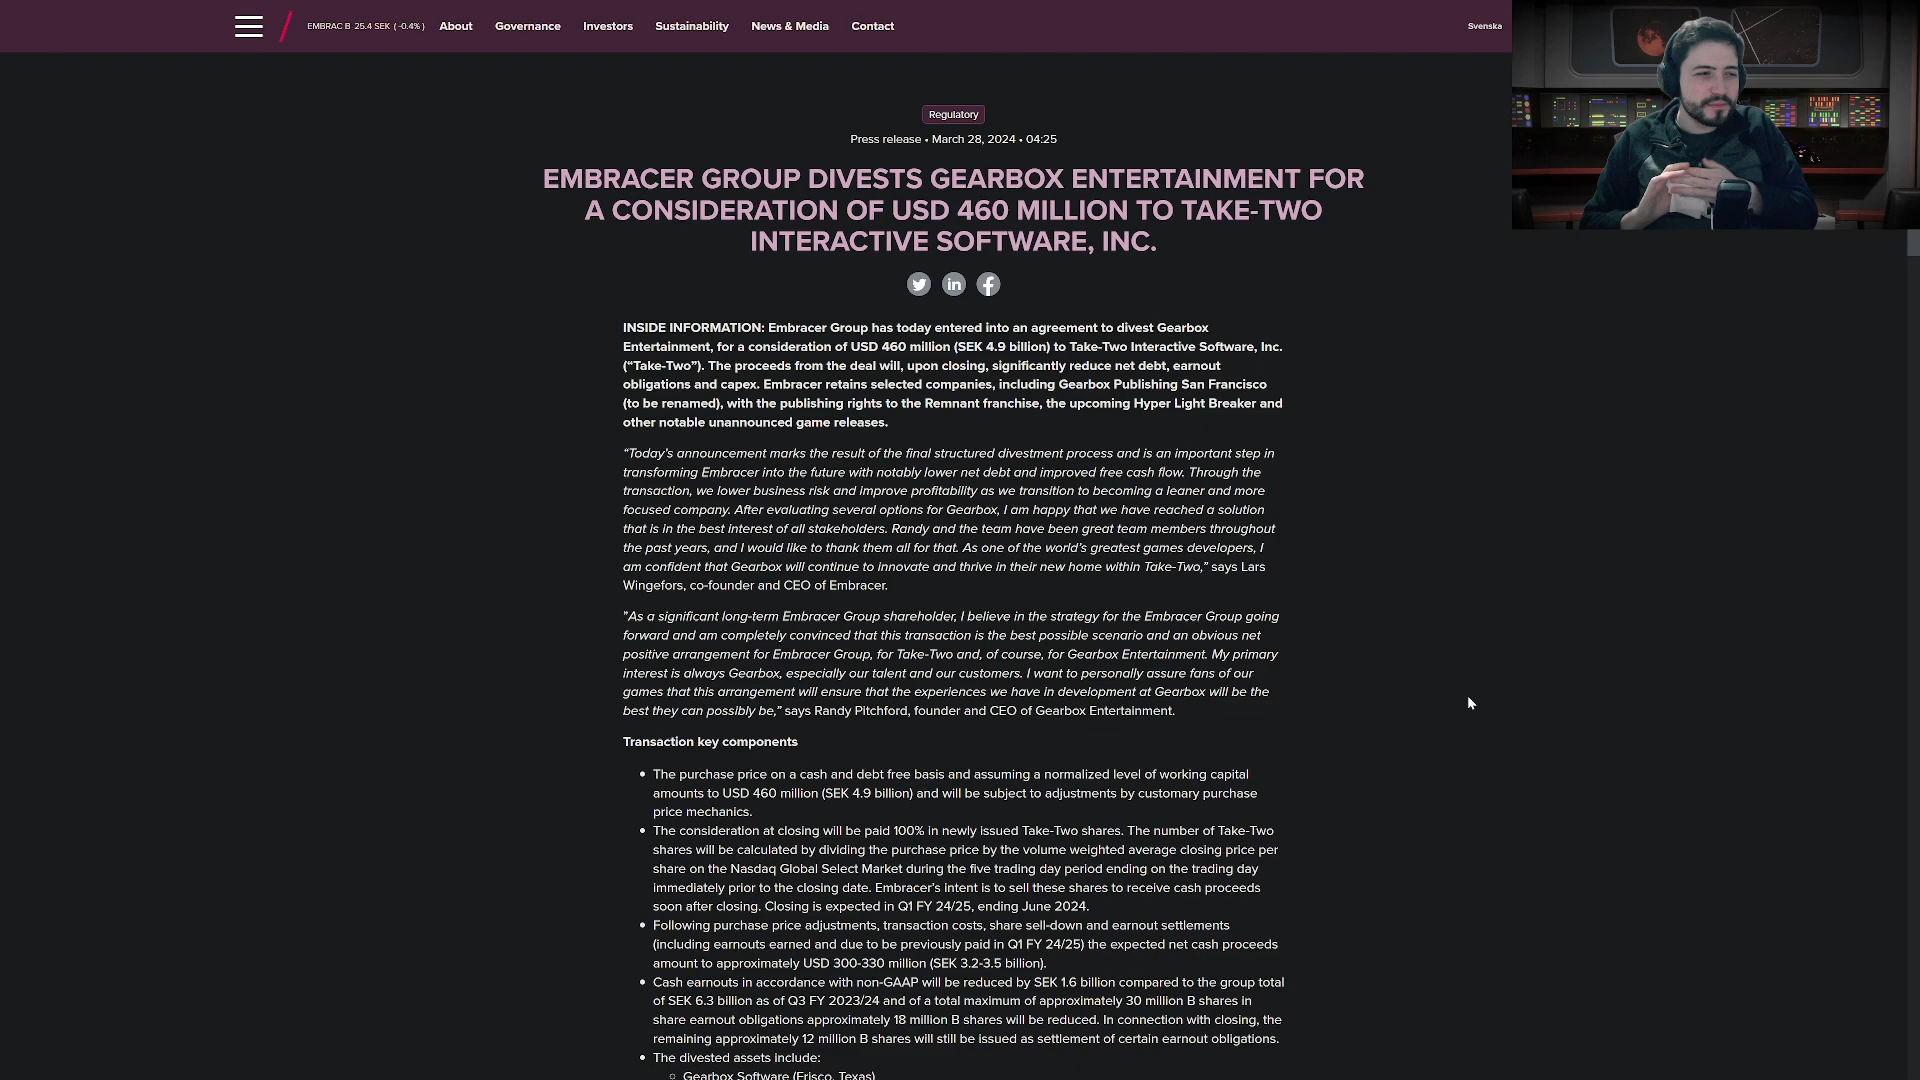 EMBRAC B 25.4 SEK ( -0.4% ) About Governance Investors Sustainability News & Media Contact Svenska
Regulatory
Press release • March 28, 2024 • 04:25
EMBRACER GROUP DIVESTS GEARBOX ENTERTAINMENT FOR
A CONSIDERATION OF USD 460 MILLION TO TAKE-TWO
INTERACTIVE SOFTWARE, INC.
INSIDE INFORMATION: Embracer Group has today entered into an agreement to divest Gearbox
Entertainment, for a consideration of USD 460 million (SEK 4.9 billion) to Take-Two Interactive Software, Inc.
(“Take-Two”). The proceeds from the deal will, upon closing, significantly reduce net debt, earnout
obligations and capex. Embracer retains selected companies, including Gearbox Publishing San Francisco
(to be renamed), with the publishing rights to the Remnant franchise, the upcoming Hyper Light Breaker and
other notable unannounced game releases.
“Today's announcement marks the result of the final structured divestment process and is an important step in
transforming Embracer into the future with notably lower net debt and improved free cash flow. Through the
transaction, we lower business risk and improve profitability as we transition to becoming a leaner and more
focused company. After evaluating several options for Gearbox, I am happy that we have reached a solution
that is in the best interest of all stakeholders. Randy and the team have been great team members throughout
the past years, and I would like to thank them all for that. As one of the world’s greatest games developers, I
am confident that Gearbox will continue to innovate and thrive in their new home within Take-Two,” says Lars
Wingefors, co-founder and CEO of Embracer.
”As a significant long-term Embracer Group shareholder, I believe in the strategy for the Embracer Group going
forward and am completely convinced that this transaction is the best possible scenario and an obvious net
positive arrangement for Embracer Group, for Take-Two and, of course, for Gearbox Entertainment. My primary
interest is always Gearbox, especially our talent and our customers. I want to personally assure fans of our
games that this arrangement will ensure that the experiences we have in development at Gearbox will be the
best they can possibly be,” says Randy Pitchford, founder and CEO of Gearbox Entertainment.
Transaction key components
• The purchase price on a cash and debt free basis and assuming a normalized level of working capital
amounts to USD 460 million (SEK 4.9 billion) and will be subject to adjustments by customary purchase
price mechanics.
• The consideration at closing will be paid 100% in newly issued Take-Two shares. The number of Take-Two
shares will be calculated by dividing the purchase price by the volume weighted average closing price per
share on the Nasdaq Global Select Market during the five trading day period ending on the trading day
immediately prior to the closing date. Embracer’s intent is to sell these shares to receive cash proceeds
soon after closing. Closing is expected in Q1 FY 24/25, ending June 2024.
• Following purchase price adjustments, transaction costs, share sell-down and earnout settlements
(including earnouts earned and due to be previously paid in Q1 FY 24/25) the expected net cash proceeds
amount to approximately USD 300-330 million (SEK 3.2-3.5 billion).
• Cash earnouts in accordance with non-GAAP will be reduced by SEK 1.6 billion compared to the group total
of SEK 6.3 billion as of Q3 FY 2023/24 and of a total maximum of approximately 30 million B shares in
share earnout obligations approximately 18 million B shares will be reduced. In connection with closing, the
remaining approximately 12 million B shares will still be issued as settlement of certain earnout obligations.
• The divested assets include:
Gearbox Software (Frisco, Texas)